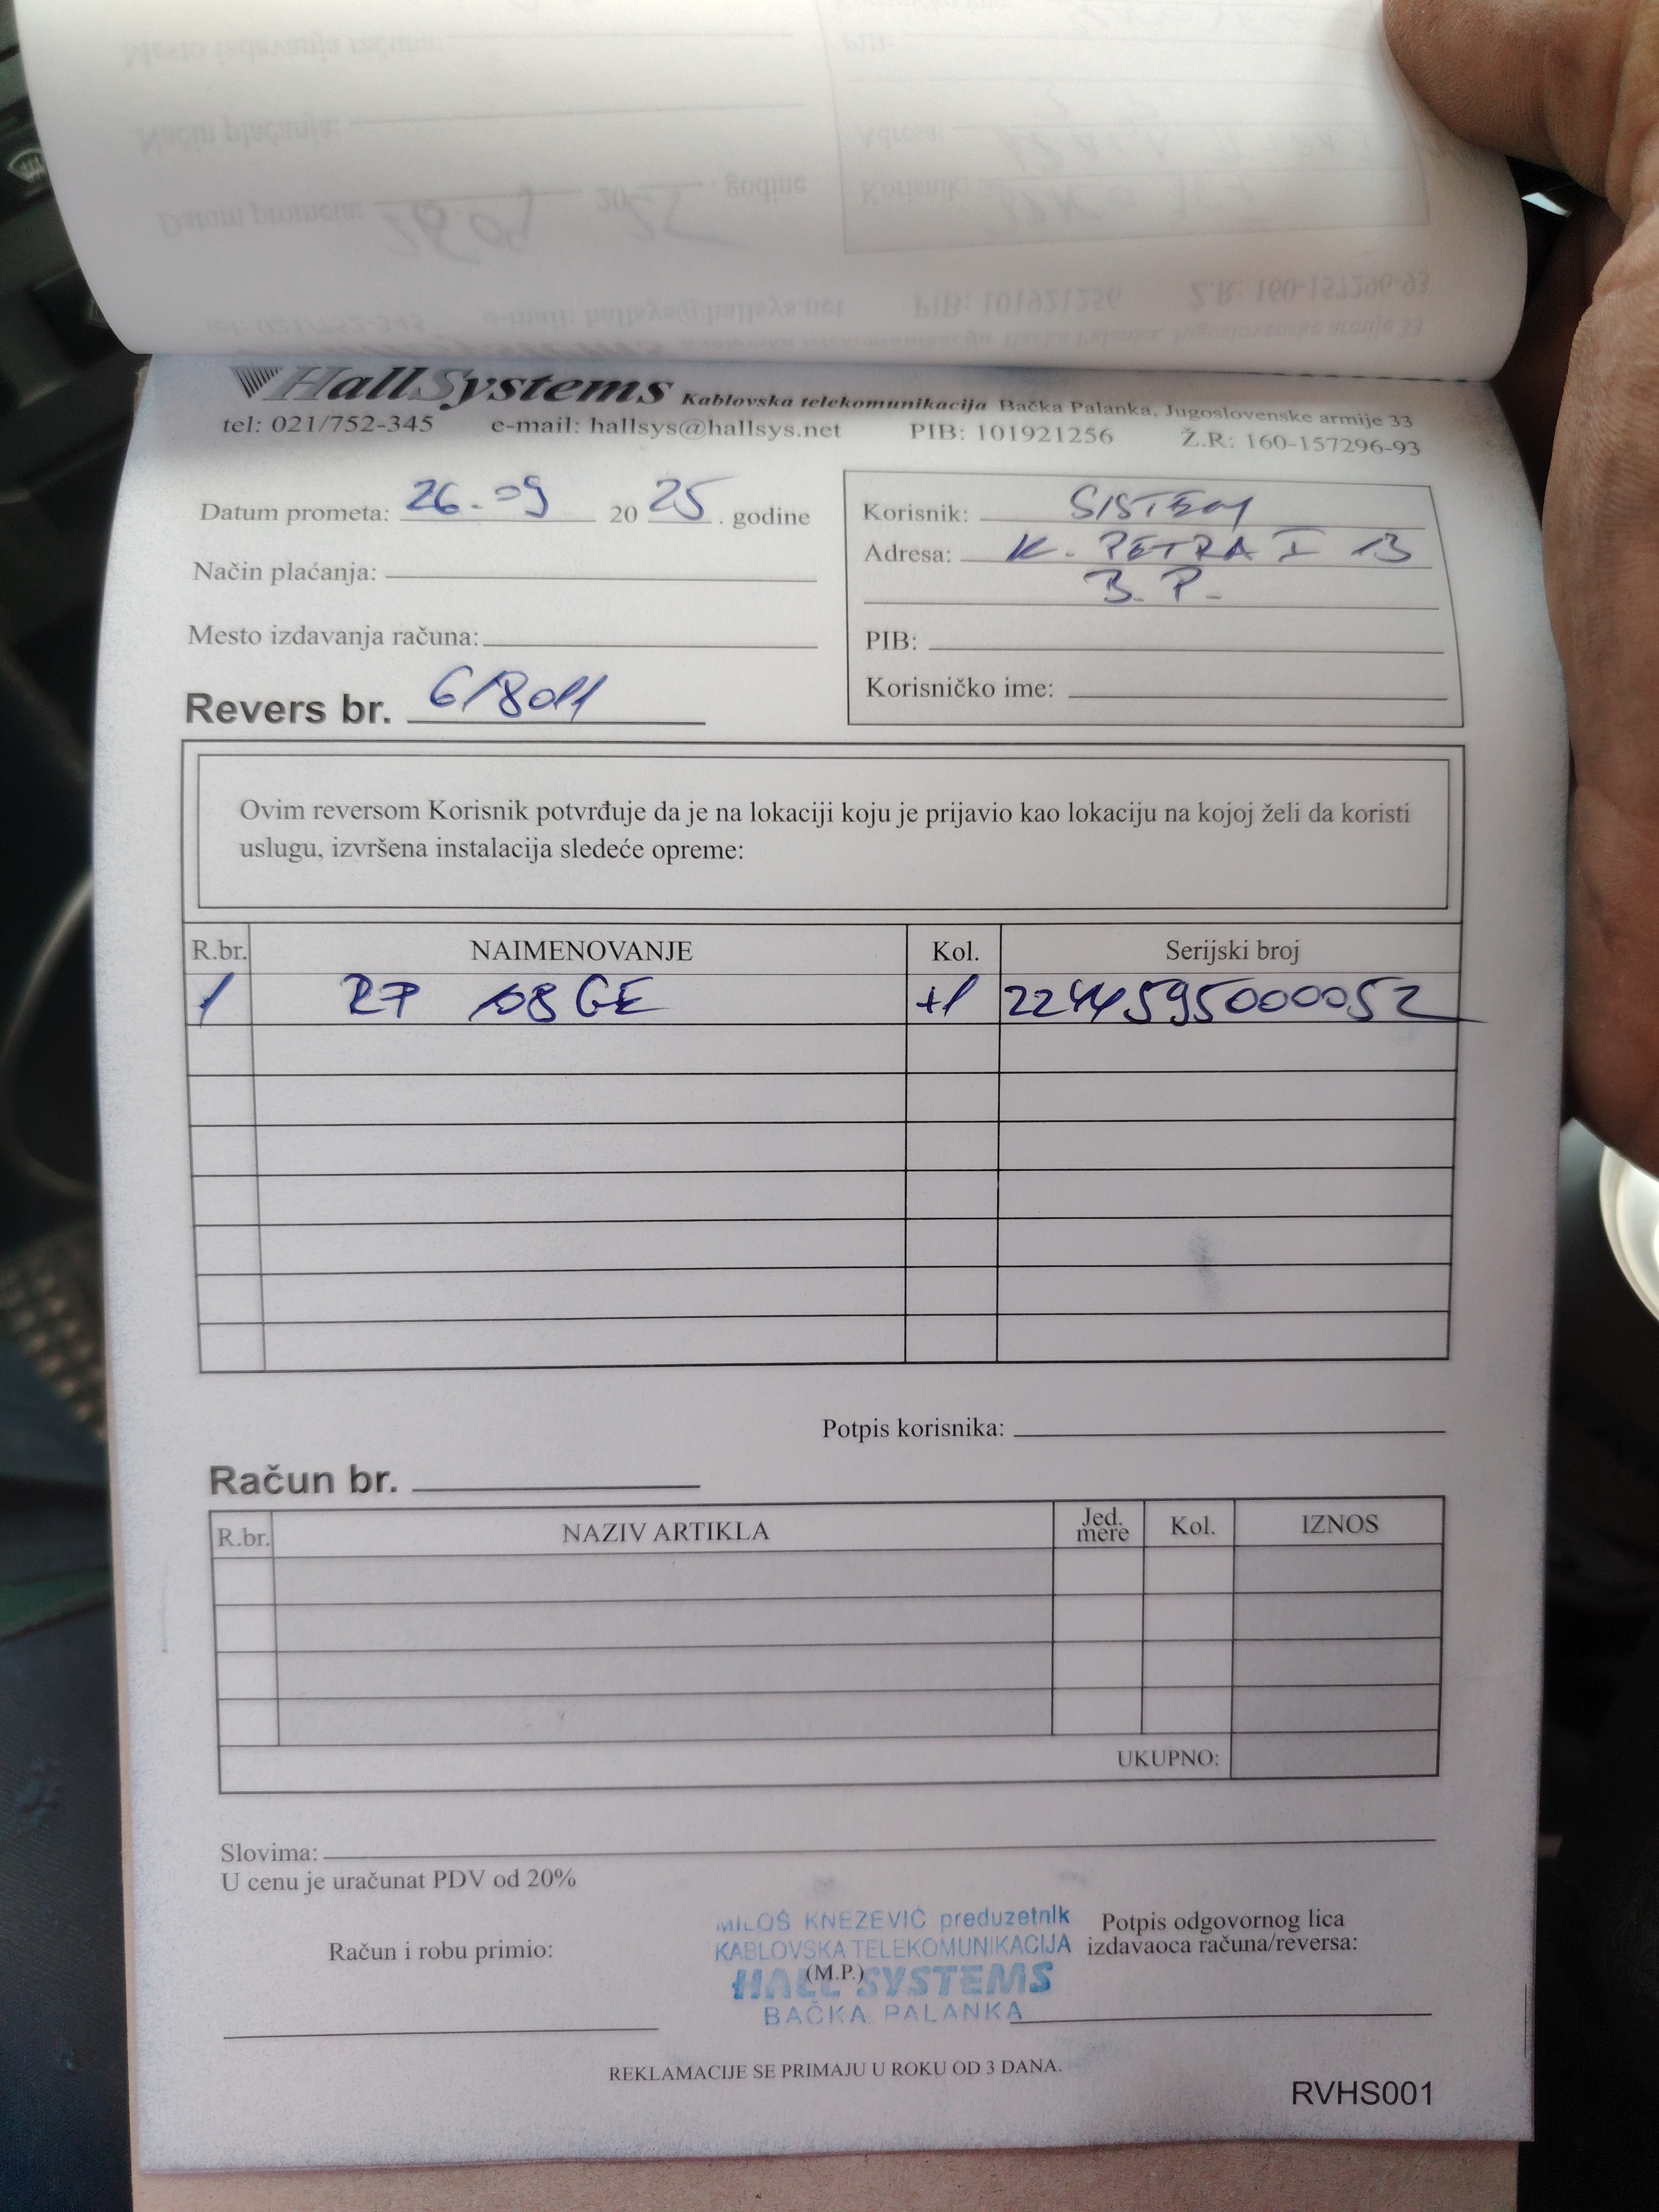 HallSystems Kablovska telekomunikacija Bačka Palanka, Jugoslovenske armije 33
tel: 021/752-345 e-mail: hallsys@hallsys.net PIB: 101921256 Ž.R: 160-157296-93
Datum prometa: 26.09 2025. godine
Način plaćanja:
Mesto izdavanja računa:
Revers br. 618011
Korisnik: SISTEM
Adresa: K. PETRA I 13
B.P.
PIB:
Korisničko ime:
Ovim reversom Korisnik potvrđuje da je na lokaciji koju je prijavio kao lokaciju na kojoj želi da koristi
uslugu, izvršena instalacija sledeće opreme:
R.br. NAIMENOVANJE Kol. Serijski broj
1 108GE +1 2244595000052
Potpis korisnika:
Račun br.
R.br. NAZIV ARTIKLA Jed. mere Kol. IZNOS
UKUPNO:
Slovima:
U cenu je uračunat PDV od 20%
Račun i robu primio:
MILOŠ KNEŽEVIĆ preduzetnik
KABLOVSKA TELEKOMUNIKACIJA
(M.P.)
HALL SYSTEMS
BAČKA PALANKA
Potpis odgovornog lica
izdavaoca računa/reversa:
REKLAMACIJE SE PRIMAJU U ROKU OD 3 DANA.
RVHS001